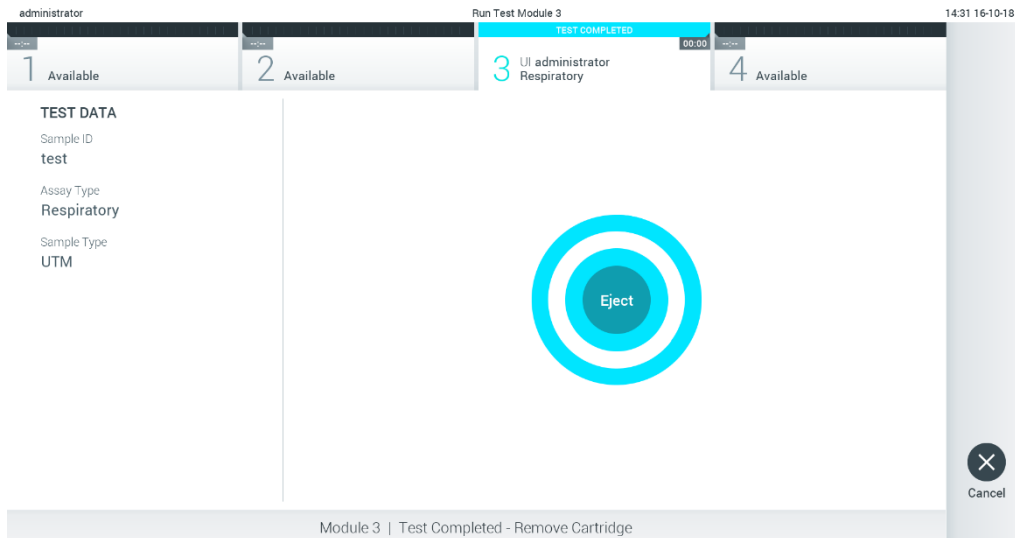 administrator
Run Test Module 3
14:31 16-10-18
TEST COMPLETED
--:--
1 Available
--:--
2 Available
00:00
3 UI administrator
Respiratory
--:--
4 Available
TEST DATA
Sample ID
test
Assay Type
Respiratory
Sample Type
UTM
Eject
Cancel
Module 3 | Test Completed - Remove Cartridge